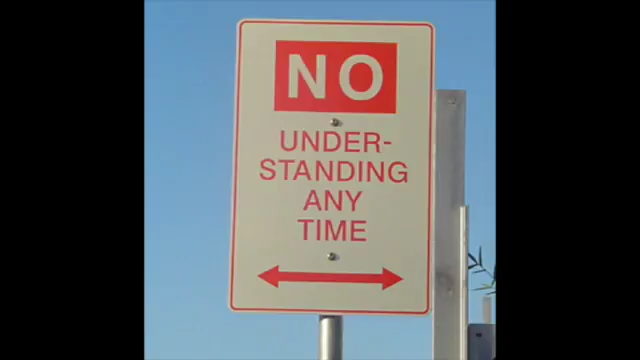 NO
UNDER-
STANDING
ANY
TIME